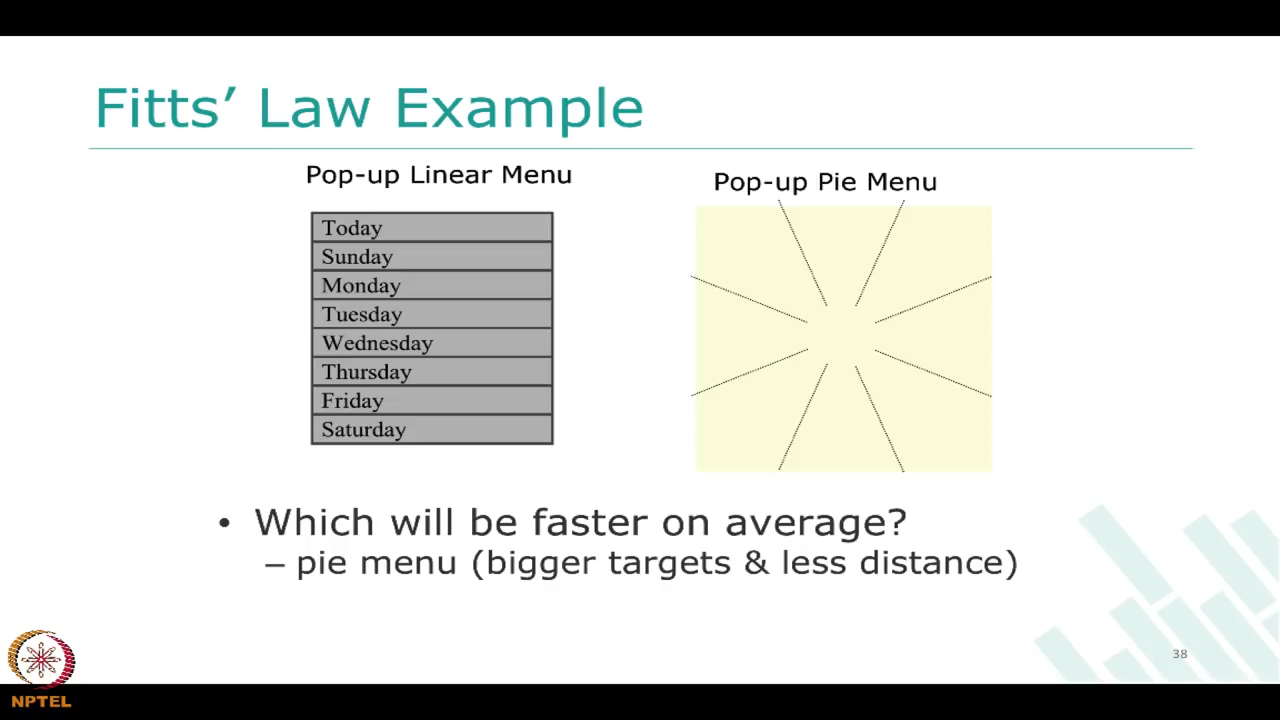 Fitts’ Law Example
Pop-up Linear Menu
Pop-up Pie Menu
Today
Sunday
Monday
Tuesday
Wednesday
Thursday
Friday
Saturday
• Which will be faster on average?
– pie menu (bigger targets & less distance)
38
NPTEL